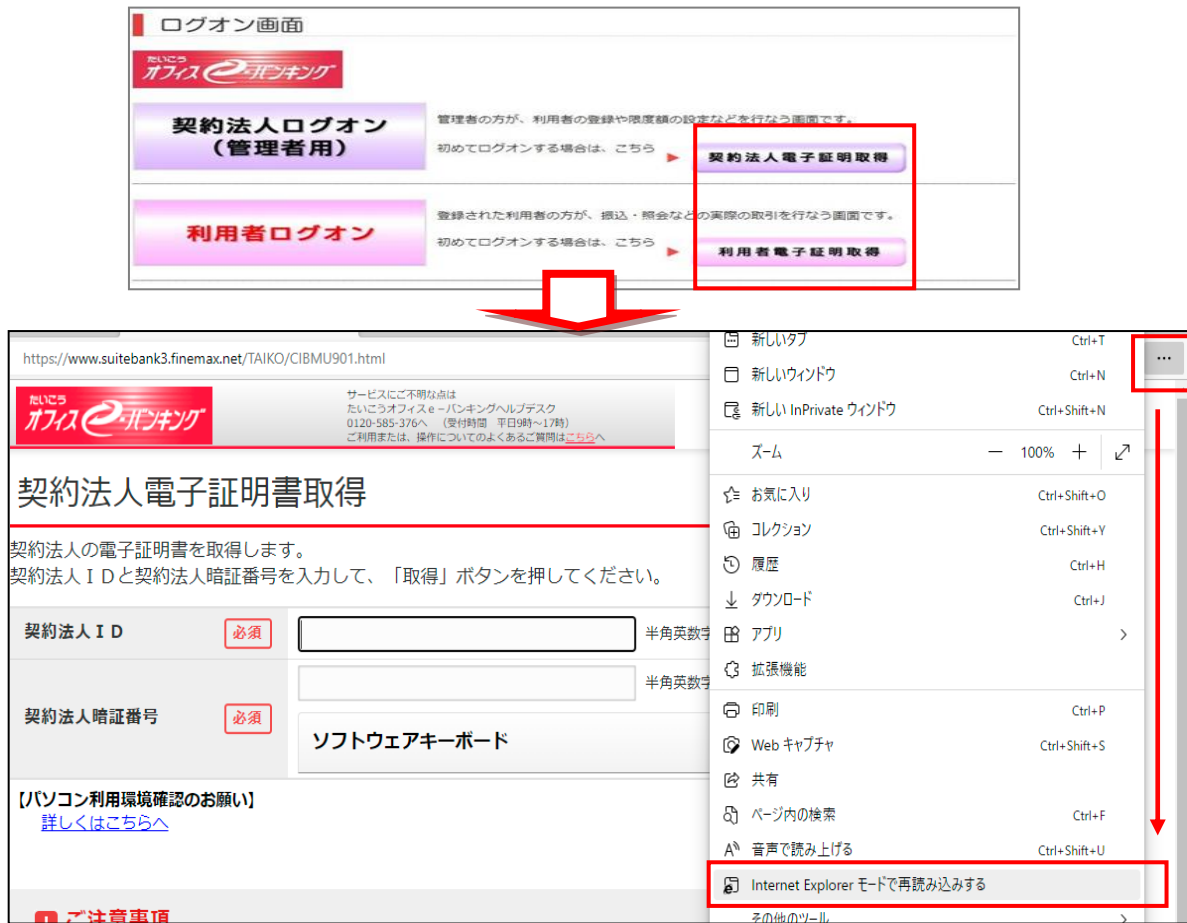 ログオン画面
たいこう
オフィスe-バンキング
契約法人ログオン
(管理者用)
管理者の方が、利用者の登録や限度額の設定などを行なう画面です。
初めてログオンする場合は、こちら
契約法人電子証明取得
利用者ログオン
登録された利用者の方が、振込・照会などの実際の取引を行なう画面です。
初めてログオンする場合は、こちら
利用者電子証明取得
https://www.suitebank3.finemax.net/TAIKO/CIBMU901.html
たいこう
オフィスe-バンキング
サービスにご不明な点は
たいこうオフィスe-バンキングヘルプデスク
0120-585-376へ (受付時間 平日9時~17時)
ご利用または、操作についてのよくあるご質問はこちらへ
契約法人電子証明書取得
契約法人の電子証明書を取得します。
契約法人IDと契約法人暗証番号を入力して、「取得」ボタンを押してください。
契約法人ID 必須 半角英数字
契約法人暗証番号 必須 半角英数字
ソフトウェアキーボード
【パソコン利用環境確認のお願い】
詳しくはこちらへ
ご注意事項
新しいタブ Ctrl+T
新しいウィンドウ Ctrl+N
新しい InPrivate ウィンドウ Ctrl+Shift+N
ズーム — 100% +
お気に入り Ctrl+Shift+O
コレクション Ctrl+Shift+Y
履歴 Ctrl+H
ダウンロード Ctrl+J
アプリ
拡張機能
印刷 Ctrl+P
Web キャプチャ Ctrl+Shift+S
共有
ページ内の検索 Ctrl+F
音声で読み上げる Ctrl+Shift+U
Internet Explorer モードで再読み込みする
その他のツール